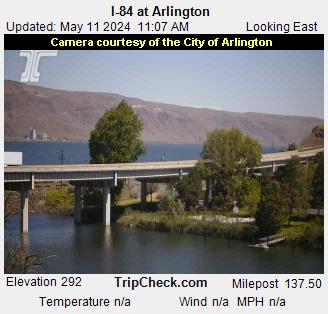 I-84 at Arlington
Updated: May 11 2024 11:07 AM Looking East
Camera courtesy of the City of Arlington
Elevation 292 TripCheck.com Milepost 137.50
Temperature n/a Wind n/a MPH n/a